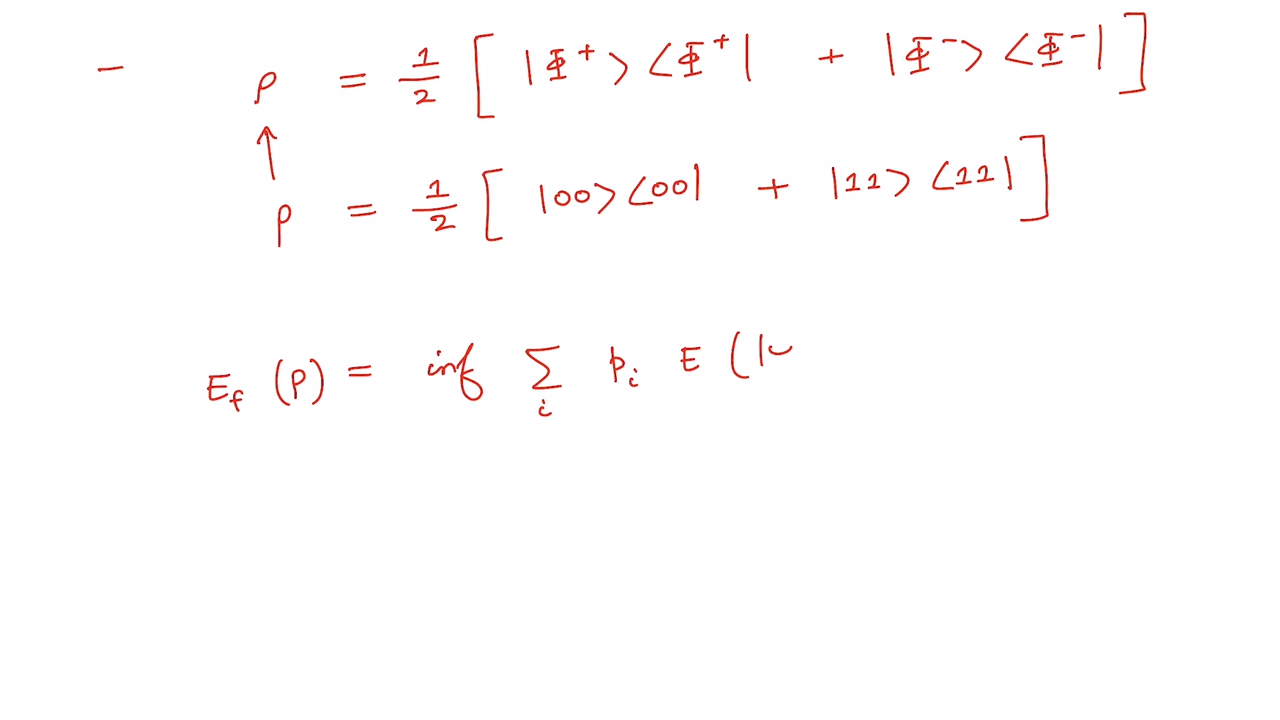 – ρ = 1/2 [ |Φ⁺> <Φ⁺| + |Φ⁻> <Φ⁻| ]
↑
ρ = 1/2 [ |00> <00| + |11> <11| ]
E_f (ρ) = inf Σ_i p_i E (|